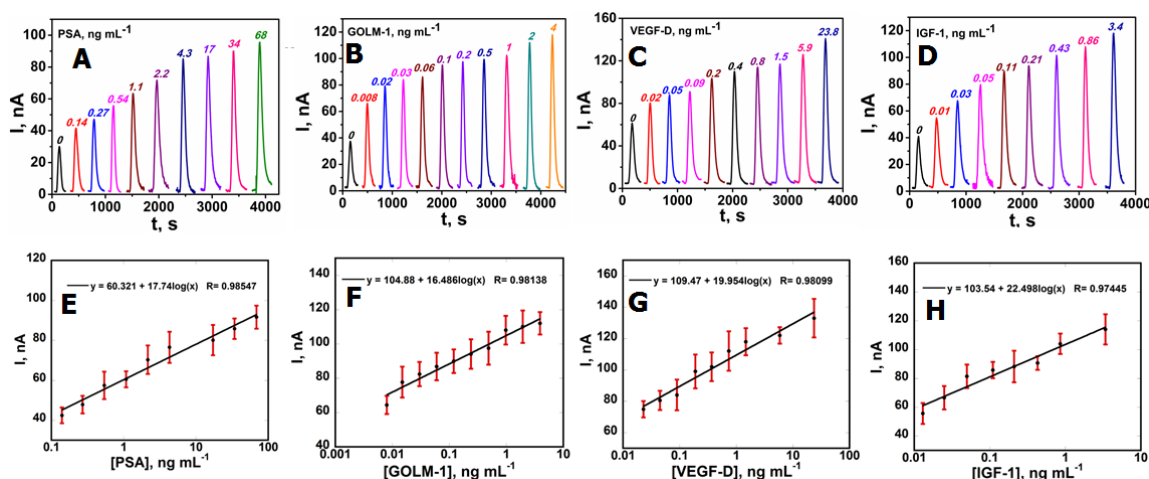 A
PSA, ng mL⁻¹
I, nA
100
80
60
40
20
0
0
0.14
0.27
0.54
1.1
2.2
4.3
17
34
68
0 1000 2000 3000 4000
t, s
B
GOLM-1, ng mL⁻¹
I, nA
120
100
80
60
40
20
0
0
0.008
0.02
0.03
0.06
0.1
0.2
0.5
1
2
4
0 1000 2000 3000 4000
t, s
C
VEGF-D, ng mL⁻¹
I, nA
160
120
80
40
0
0
0.02
0.05
0.09
0.2
0.4
0.8
1.5
5.9
23.8
0 1000 2000 3000 4000
t, s
D
IGF-1, ng mL⁻¹
I, nA
120
100
80
60
40
20
0
0
0.01
0.03
0.05
0.11
0.21
0.43
0.86
3.4
0 1000 2000 3000 4000
t, s
E
y = 60.321 + 17.74log(x) R= 0.98547
I, nA
120
100
80
60
40
0.1 1 10 100
[PSA], ng mL⁻¹
F
y = 104.88 + 16.486log(x) R= 0.98138
I, nA
140
120
100
80
60
40
0.001 0.01 0.1 1 10
[GOLM-1], ng mL⁻¹
G
y = 109.47 + 19.954log(x) R= 0.98099
I, nA
180
160
140
120
100
80
60
40
0.01 0.1 1 10 100
[VEGF-D], ng mL⁻¹
H
y = 103.54 + 22.498log(x) R= 0.97445
I, nA
160
140
120
100
80
60
40
0.01 0.1 1 10
[IGF-1], ng mL⁻¹